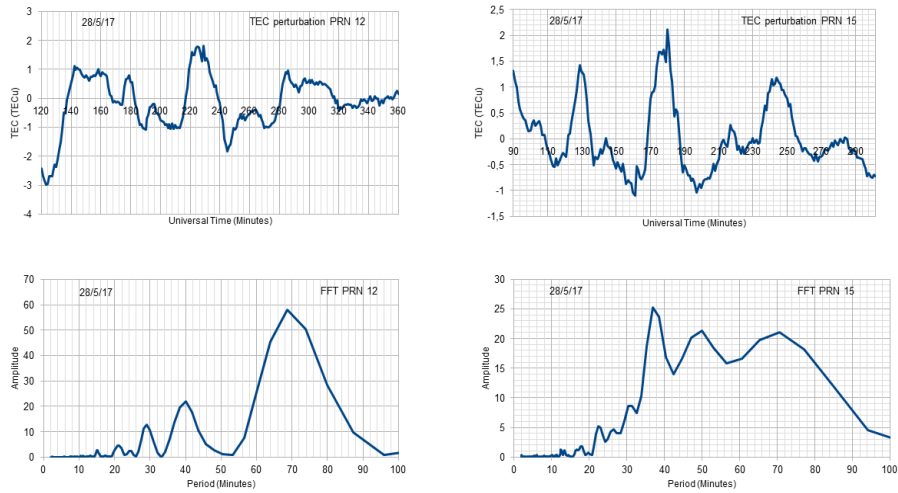 28/5/17 TEC perturbation PRN 12
TEC (TECu)
3
2
1
0
-1
-2
-3
-4
120 140 160 180 200 220 240 260 280 300 320 340 360
Universal Time (Minutes)
28/5/17 TEC perturbation PRN 15
TEC (TECu)
2,5
2
1,5
1
0,5
0
-0,5
-1
-1,5
90 110 130 150 170 190 210 230 250 270 290
Universal Time (Minutes)
28/5/17 FFT PRN 12
Amplitude
70
60
50
40
30
20
10
0
0 10 20 30 40 50 60 70 80 90 100
Period (Minutes)
28/5/17 FFT PRN 15
Amplitude
30
25
20
15
10
5
0
0 10 20 30 40 50 60 70 80 90 100
Period (Minutes)